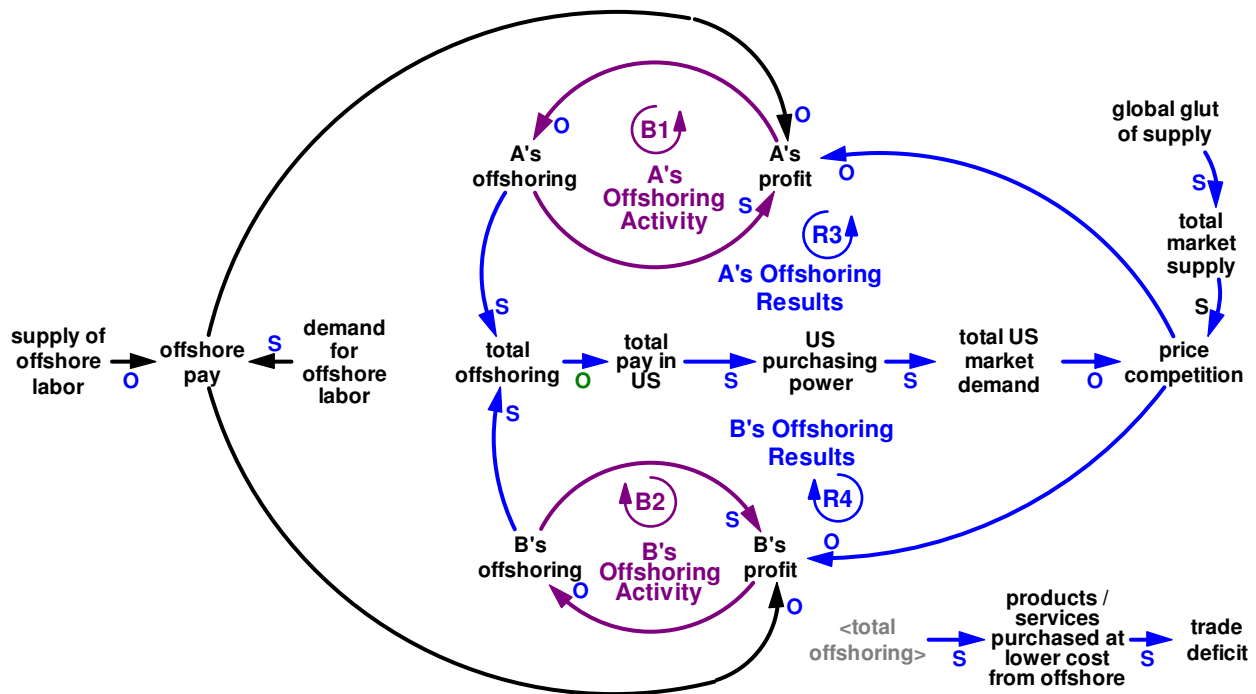 O
O
global glut
of supply
B1
A's
offshoring
A's
profit
O
S
A's
Offshoring
Activity
S
total
market
supply
R3
A's Offshoring
Results
S
S
supply of
offshore
labor
O
offshore
pay
S
demand
for
offshore
labor
total
offshoring
O
total
pay in
US
S
US
purchasing
power
S
total US
market
demand
O
price
competition
S
B's Offshoring
Results
B2
R4
S
O
B's
offshoring
O
B's
Offshoring
Activity
B's
profit
O
<total
offshoring>
S
products /
services
purchased at
lower cost
from offshore
S
trade
deficit